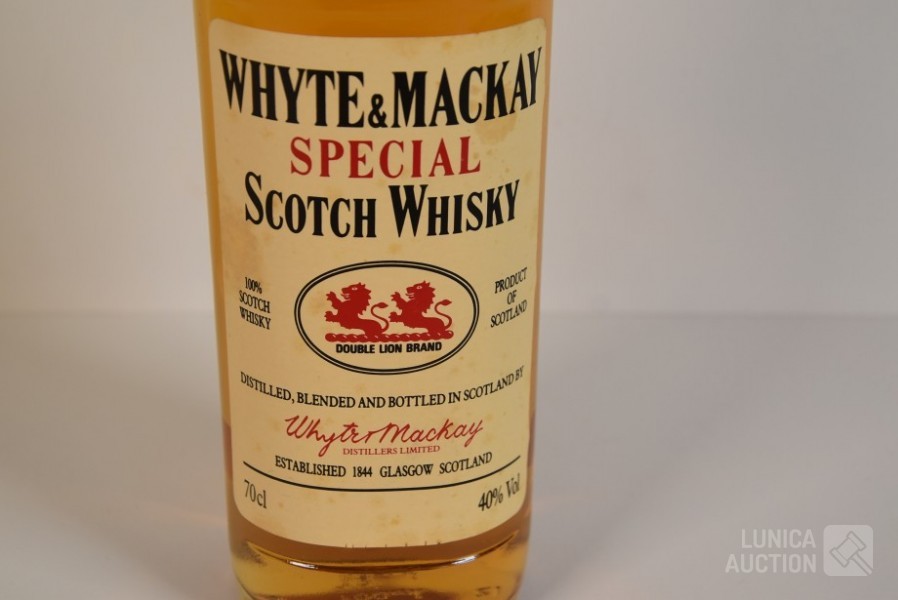 WHYTE & MACKAY
SPECIAL
SCOTCH WHISKY
100%
SCOTCH
WHISKY
PRODUCT
OF
SCOTLAND
DOUBLE LION BRAND
DISTILLED, BLENDED AND BOTTLED IN SCOTLAND BY
Whyte & Mackay
DISTILLERS LIMITED
ESTABLISHED 1844 GLASGOW SCOTLAND
70cl
40% Vol
LUNICA
AUCTION